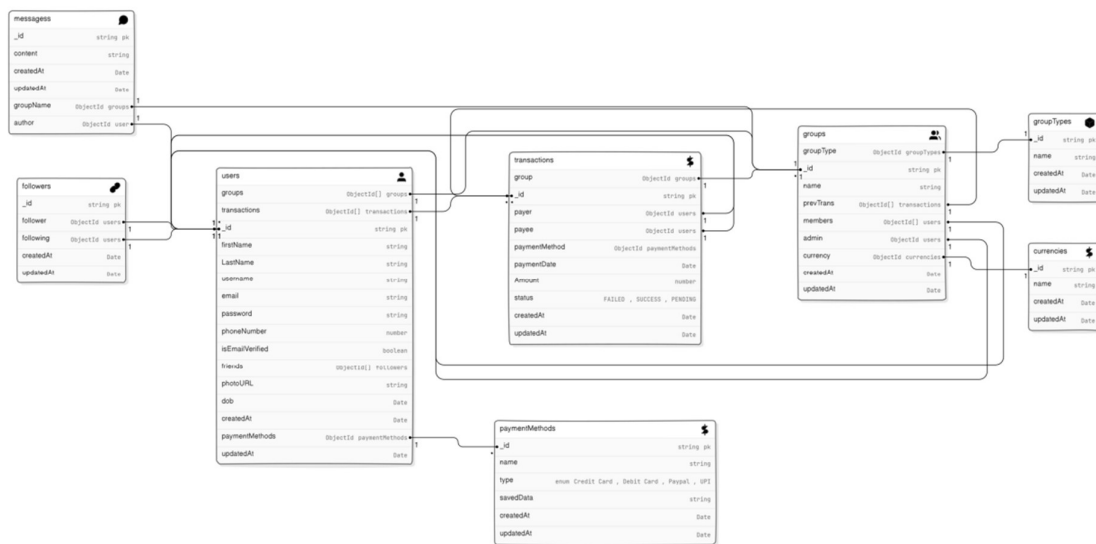 messagess
_id string pk
content string
createdAt Date
updatedAt Date
groupName ObjectId groups
author ObjectId user
followers
_id string pk
follower ObjectId users
following ObjectId users
createdAt Date
updatedAt Date
users
groups ObjectId[] groups
transactions ObjectId[] transactions
_id string pk
firstName string
LastName string
username string
email string
password string
phoneNumber number
isEmailVerified boolean
friends ObjectId[] followers
photoURL string
dob Date
createdAt Date
paymentMethods ObjectId paymentMethods
updatedAt Date
transactions
group ObjectId groups
_id string pk
payer ObjectId users
payee ObjectId users
paymentMethod ObjectId paymentMethods
paymentDate Date
Amount number
status FAILED , SUCCESS , PENDING
createdAt Date
updatedAt Date
paymentMethods
_id string pk
name string
type enum Credit Card , Debit Card , Paypal , UPI
savedData string
createdAt Date
updatedAt Date
groups
groupType ObjectId groupTypes
_id string pk
name string
prevTrans ObjectId[] transactions
members ObjectId[] users
admin ObjectId users
currency ObjectId currencies
createdAt Date
updatedAt Date
groupTypes
_id string pk
name string
createdAt Date
updatedAt Date
currencies
_id string pk
name string
createdAt Date
updatedAt Date